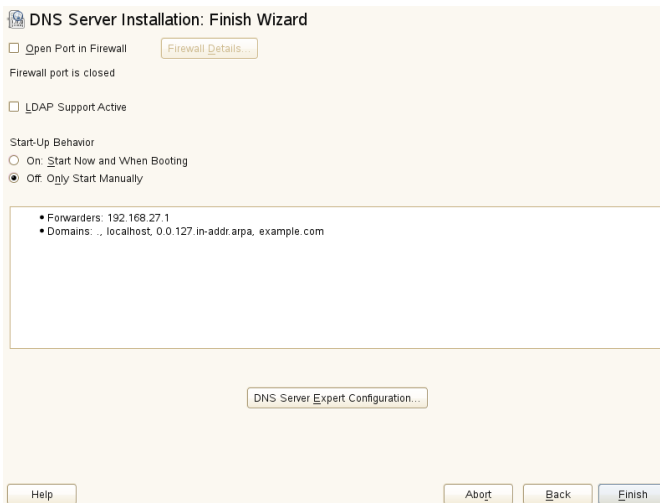 DNS Server Installation: Finish Wizard
Open Port in Firewall Firewall Details...
Firewall port is closed
LDAP Support Active
Start-Up Behavior
On: Start Now and When Booting
Off: Only Start Manually
• Forwarders: 192.168.27.1
• Domains: ., localhost, 0.0.127.in-addr.arpa, example.com
DNS Server Expert Configuration...
Help Abort Back Finish